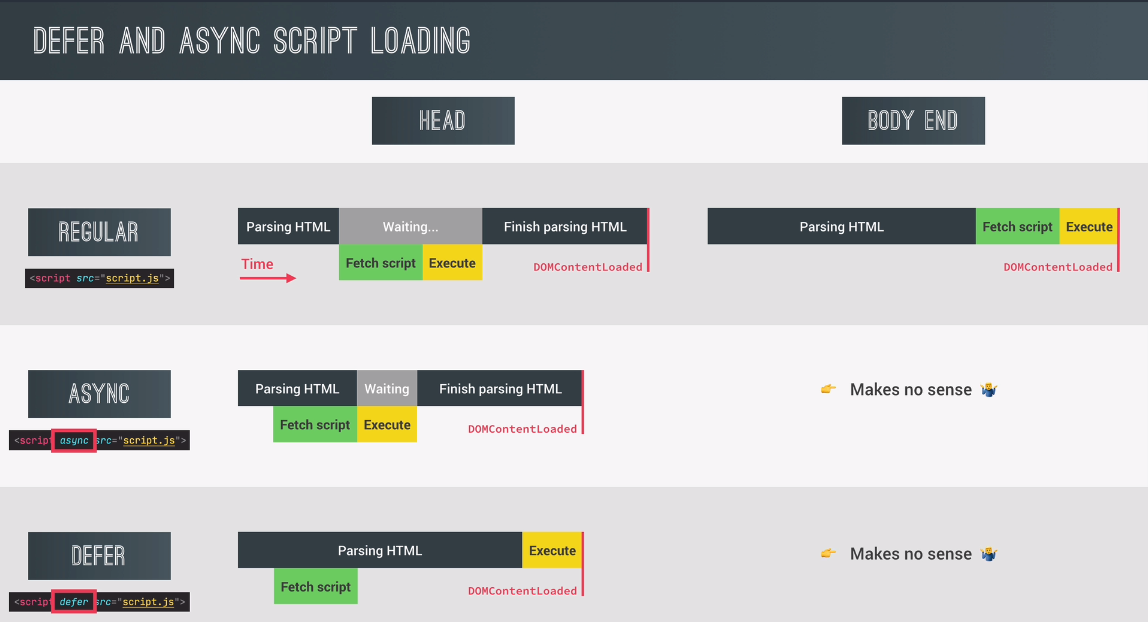 DEFER AND ASYNC SCRIPT LOADING
HEAD
BODY END
REGULAR
<script src="script.js">
Parsing HTML
Waiting...
Finish parsing HTML
Fetch script
Execute
Time
DOMContentLoaded
Parsing HTML
Fetch script
Execute
DOMContentLoaded
ASYNC
<script async src="script.js">
Parsing HTML
Waiting
Finish parsing HTML
Fetch script
Execute
DOMContentLoaded
👉 Makes no sense 🤷‍♂️
DEFER
<script defer src="script.js">
Parsing HTML
Execute
Fetch script
DOMContentLoaded
👉 Makes no sense 🤷‍♂️